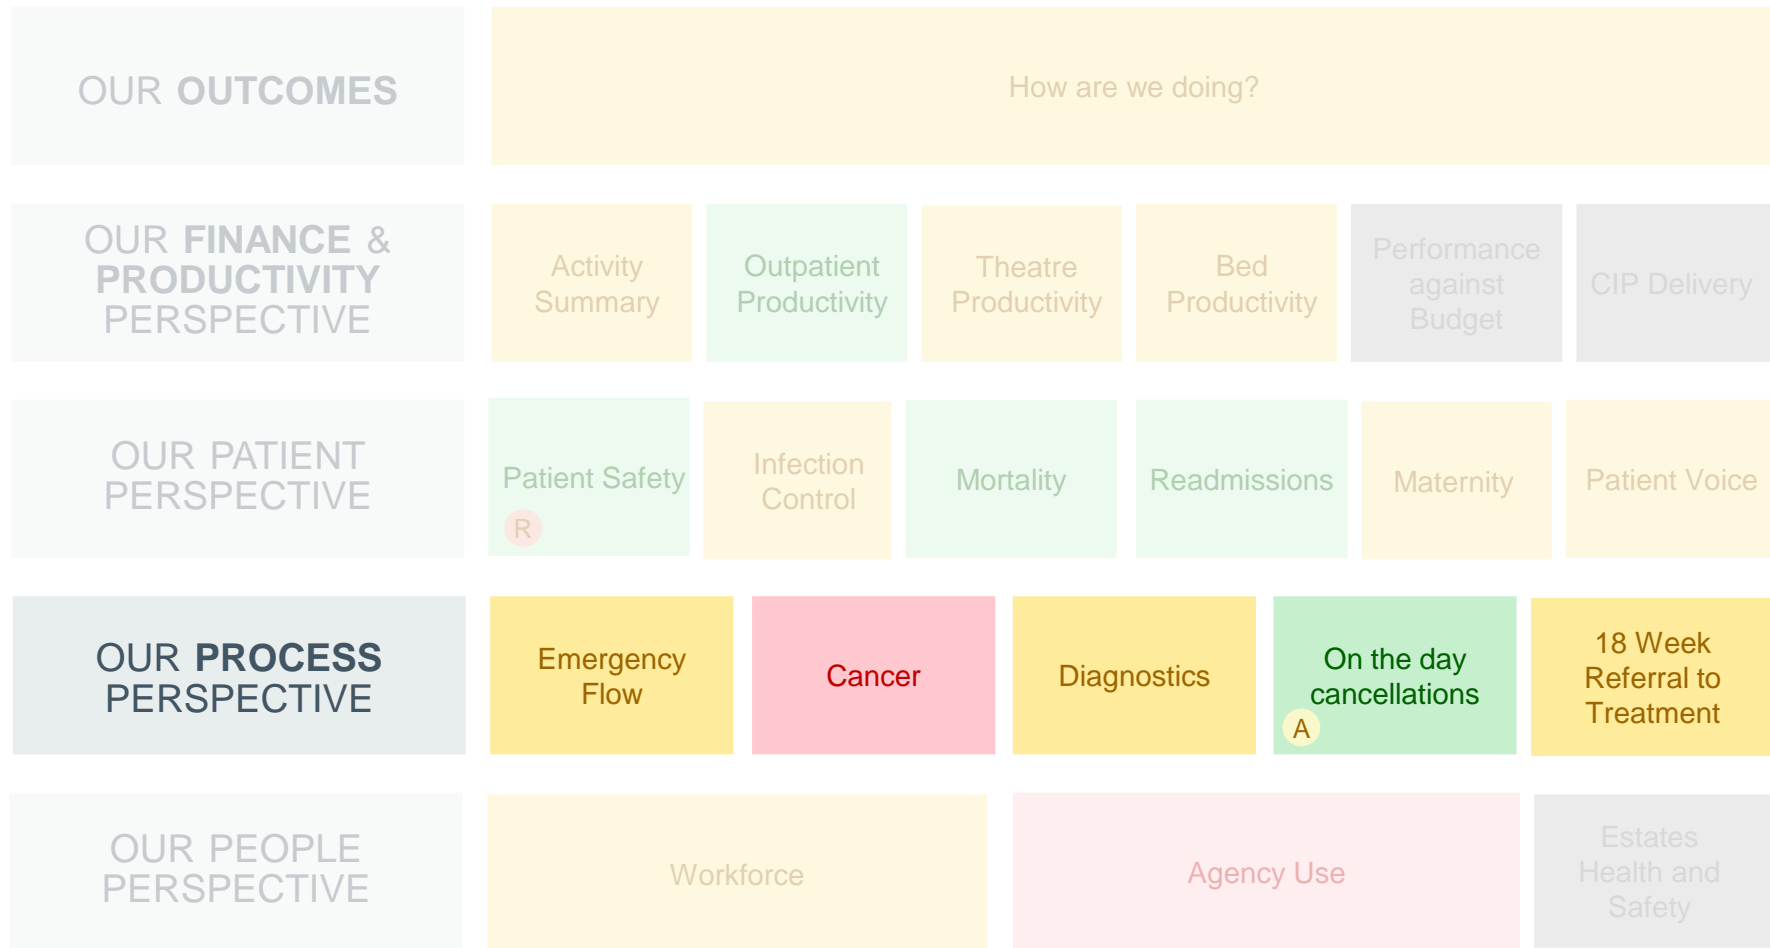 OUR OUTCOMES
How are we doing?
OUR FINANCE &
PRODUCTIVITY
PERSPECTIVE
Activity
Summary
Outpatient
Productivity
Theatre
Productivity
Bed
Productivity
Performance
against
Budget
CIP Delivery
OUR PATIENT
PERSPECTIVE
Patient Safety
R
Infection
Control
Mortality
Readmissions
Maternity
Patient Voice
OUR PROCESS
PERSPECTIVE
Emergency
Flow
Cancer
Diagnostics
On the day
cancellations
A
18 Week
Referral to
Treatment
OUR PEOPLE
PERSPECTIVE
Workforce
Agency Use
Estates
Health and
Safety